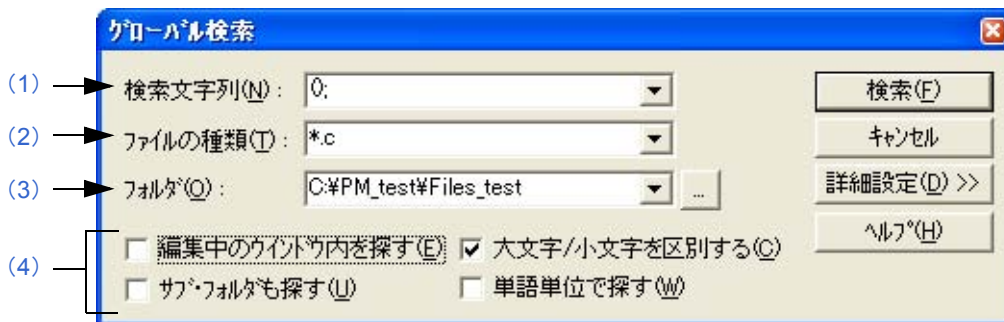 グローバル検索
(1) 検索文字列(N): 0; 検索(F)
(2) ファイルの種類(T): *.c キャンセル
(3) フォルダ(O): C:¥PM_test¥Files_test ... 詳細設定(D) >>
ヘルプ(H)
(4) 編集中のウインドウ内を探す(E) 大文字/小文字を区別する(C)
サブ・フォルダも探す(U) 単語単位で探す(W)